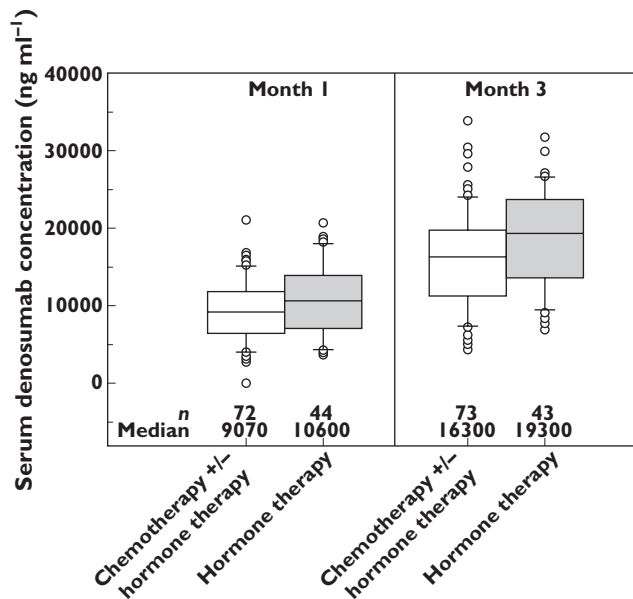 Serum denosumab concentration (ng ml⁻¹)
40000
30000
20000
10000
0
Month 1
Month 3
n 72 44 73 43
Median 9070 10600 16300 19300
Chemotherapy +/–
hormone therapy
Hormone therapy
Chemotherapy +/–
hormone therapy
Hormone therapy